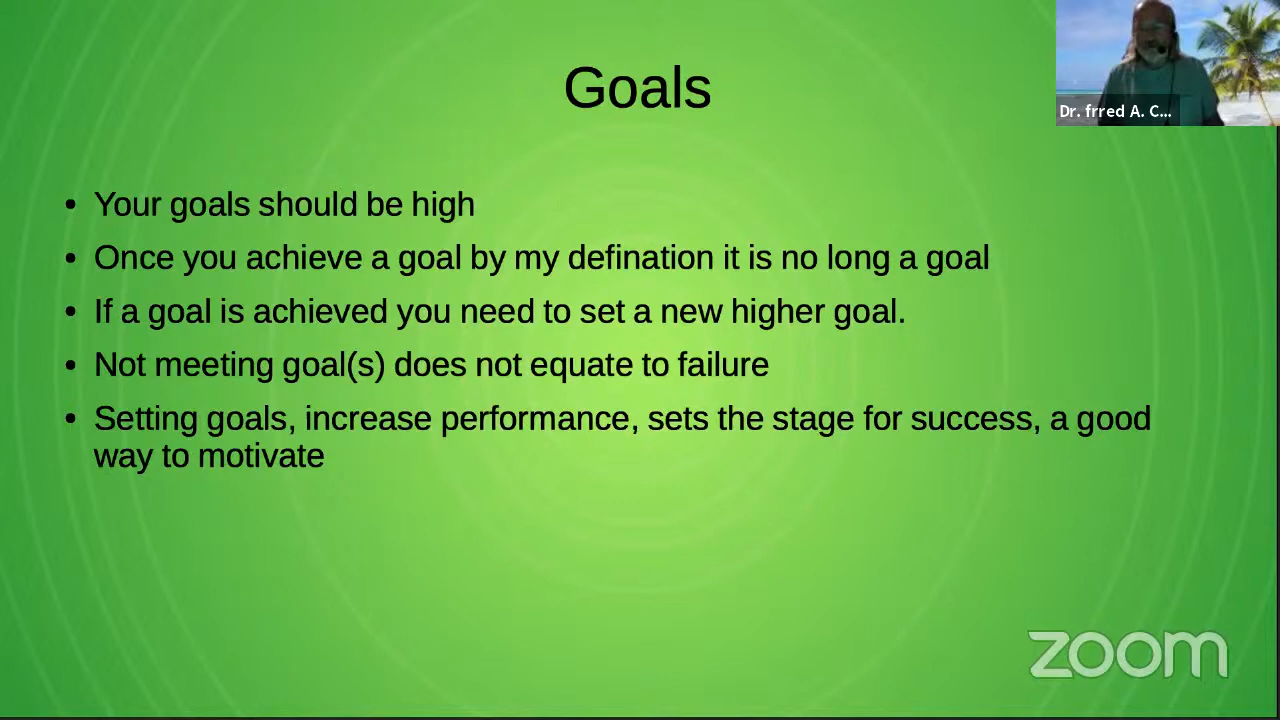 Goals
Dr. frred A. C...
• Your goals should be high
• Once you achieve a goal by my defination it is no long a goal
• If a goal is achieved you need to set a new higher goal.
• Not meeting goal(s) does not equate to failure
• Setting goals, increase performance, sets the stage for success, a good
way to motivate
zoom